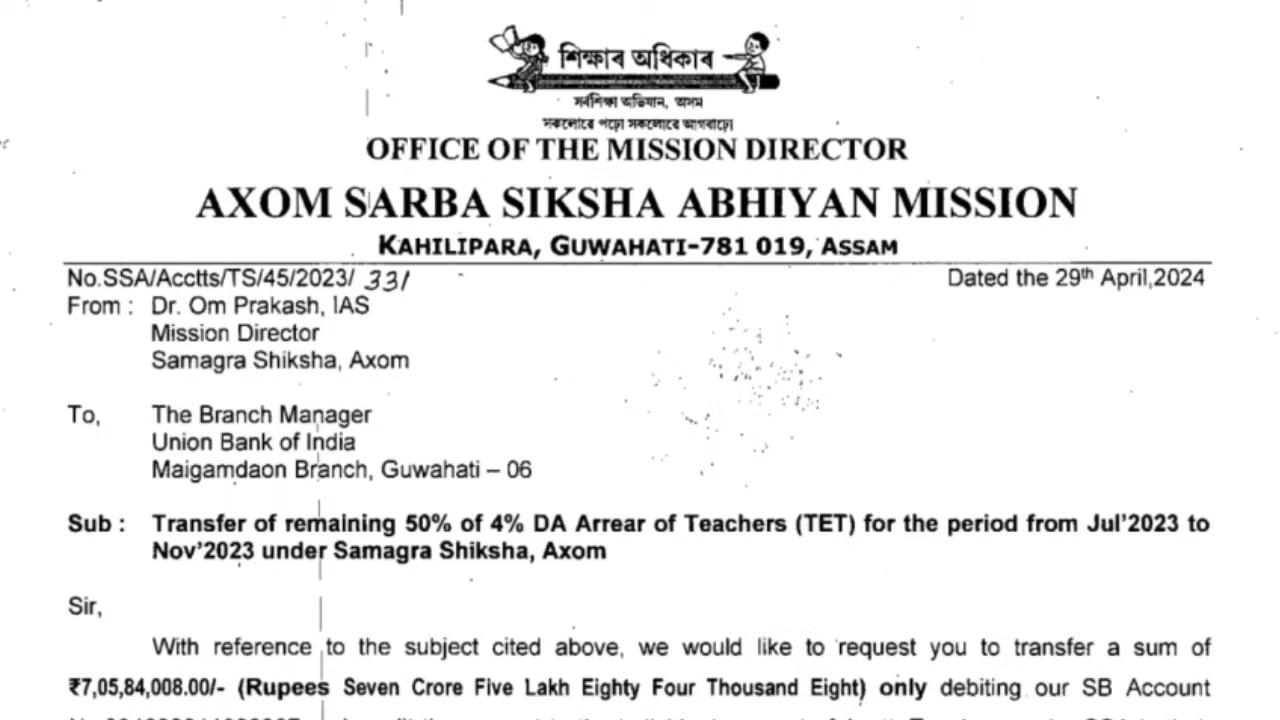 শিক্ষাৰ অধিকাৰ
সৰ্বশিক্ষা অভিযান, অসম
সকলোৱে পঢ়ো সকলোৱে আগবাঢ়ো
OFFICE OF THE MISSION DIRECTOR
AXOM SARBA SIKSHA ABHIYAN MISSION
KAHILIPARA, GUWAHATI-781 019, ASSAM
No.SSA/Acctts/TS/45/2023/ 331
Dated the 29th April,2024
From : Dr. Om Prakash, IAS
Mission Director
Samagra Shiksha, Axom
To, The Branch Manager
Union Bank of India
Maigamdaon Branch, Guwahati – 06
Sub : Transfer of remaining 50% of 4% DA Arrear of Teachers (TET) for the period from Jul'2023 to
Nov'2023 under Samagra Shiksha, Axom
Sir,
With reference to the subject cited above, we would like to request you to transfer a sum of
₹7,05,84,008.00/- (Rupees Seven Crore Five Lakh Eighty Four Thousand Eight) only debiting our SB Account